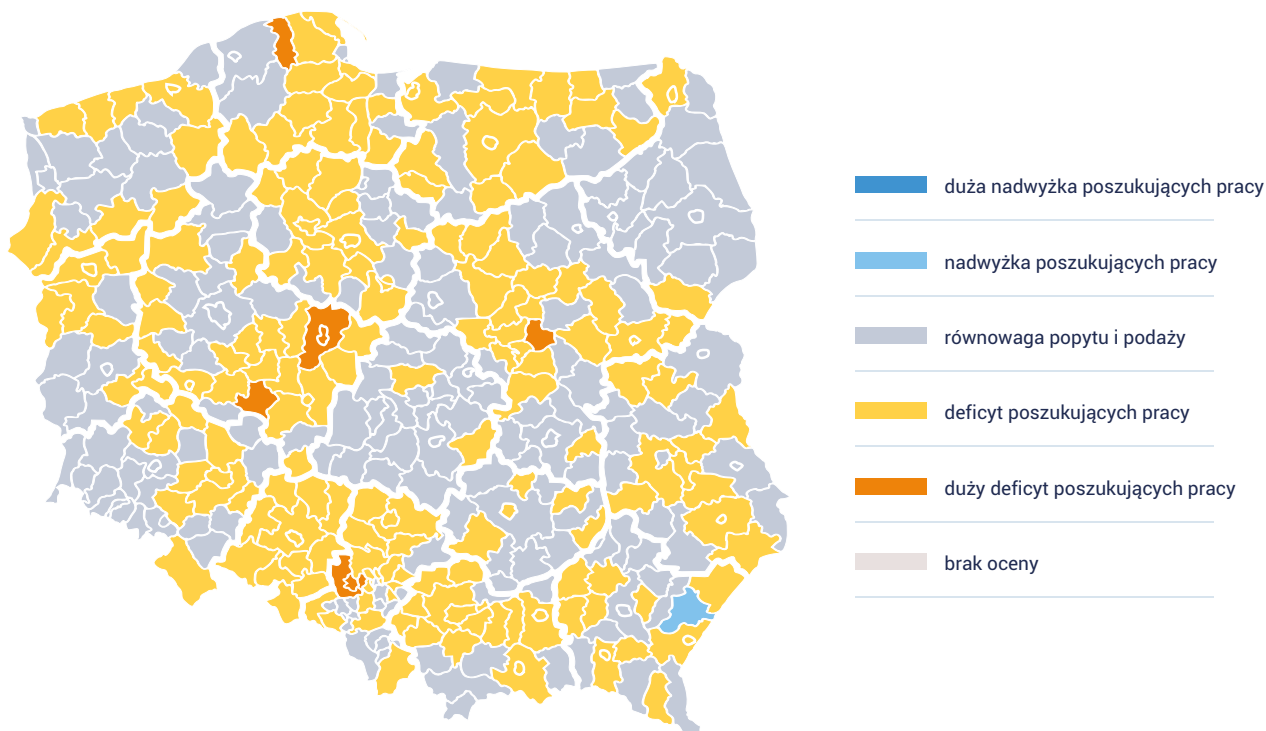 duża nadwyżka poszukujących pracy
nadwyżka poszukujących pracy
równowaga popytu i podaży
deficyt poszukujących pracy
duży deficyt poszukujących pracy
brak oceny